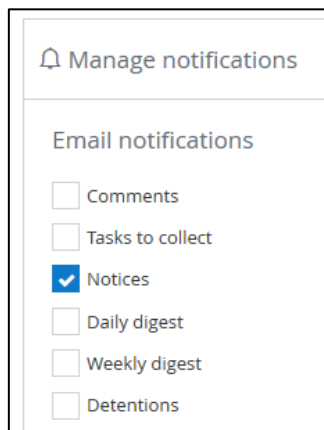 Manage notifications
Email notifications
Comments
Tasks to collect
Notices
Daily digest
Weekly digest
Detentions